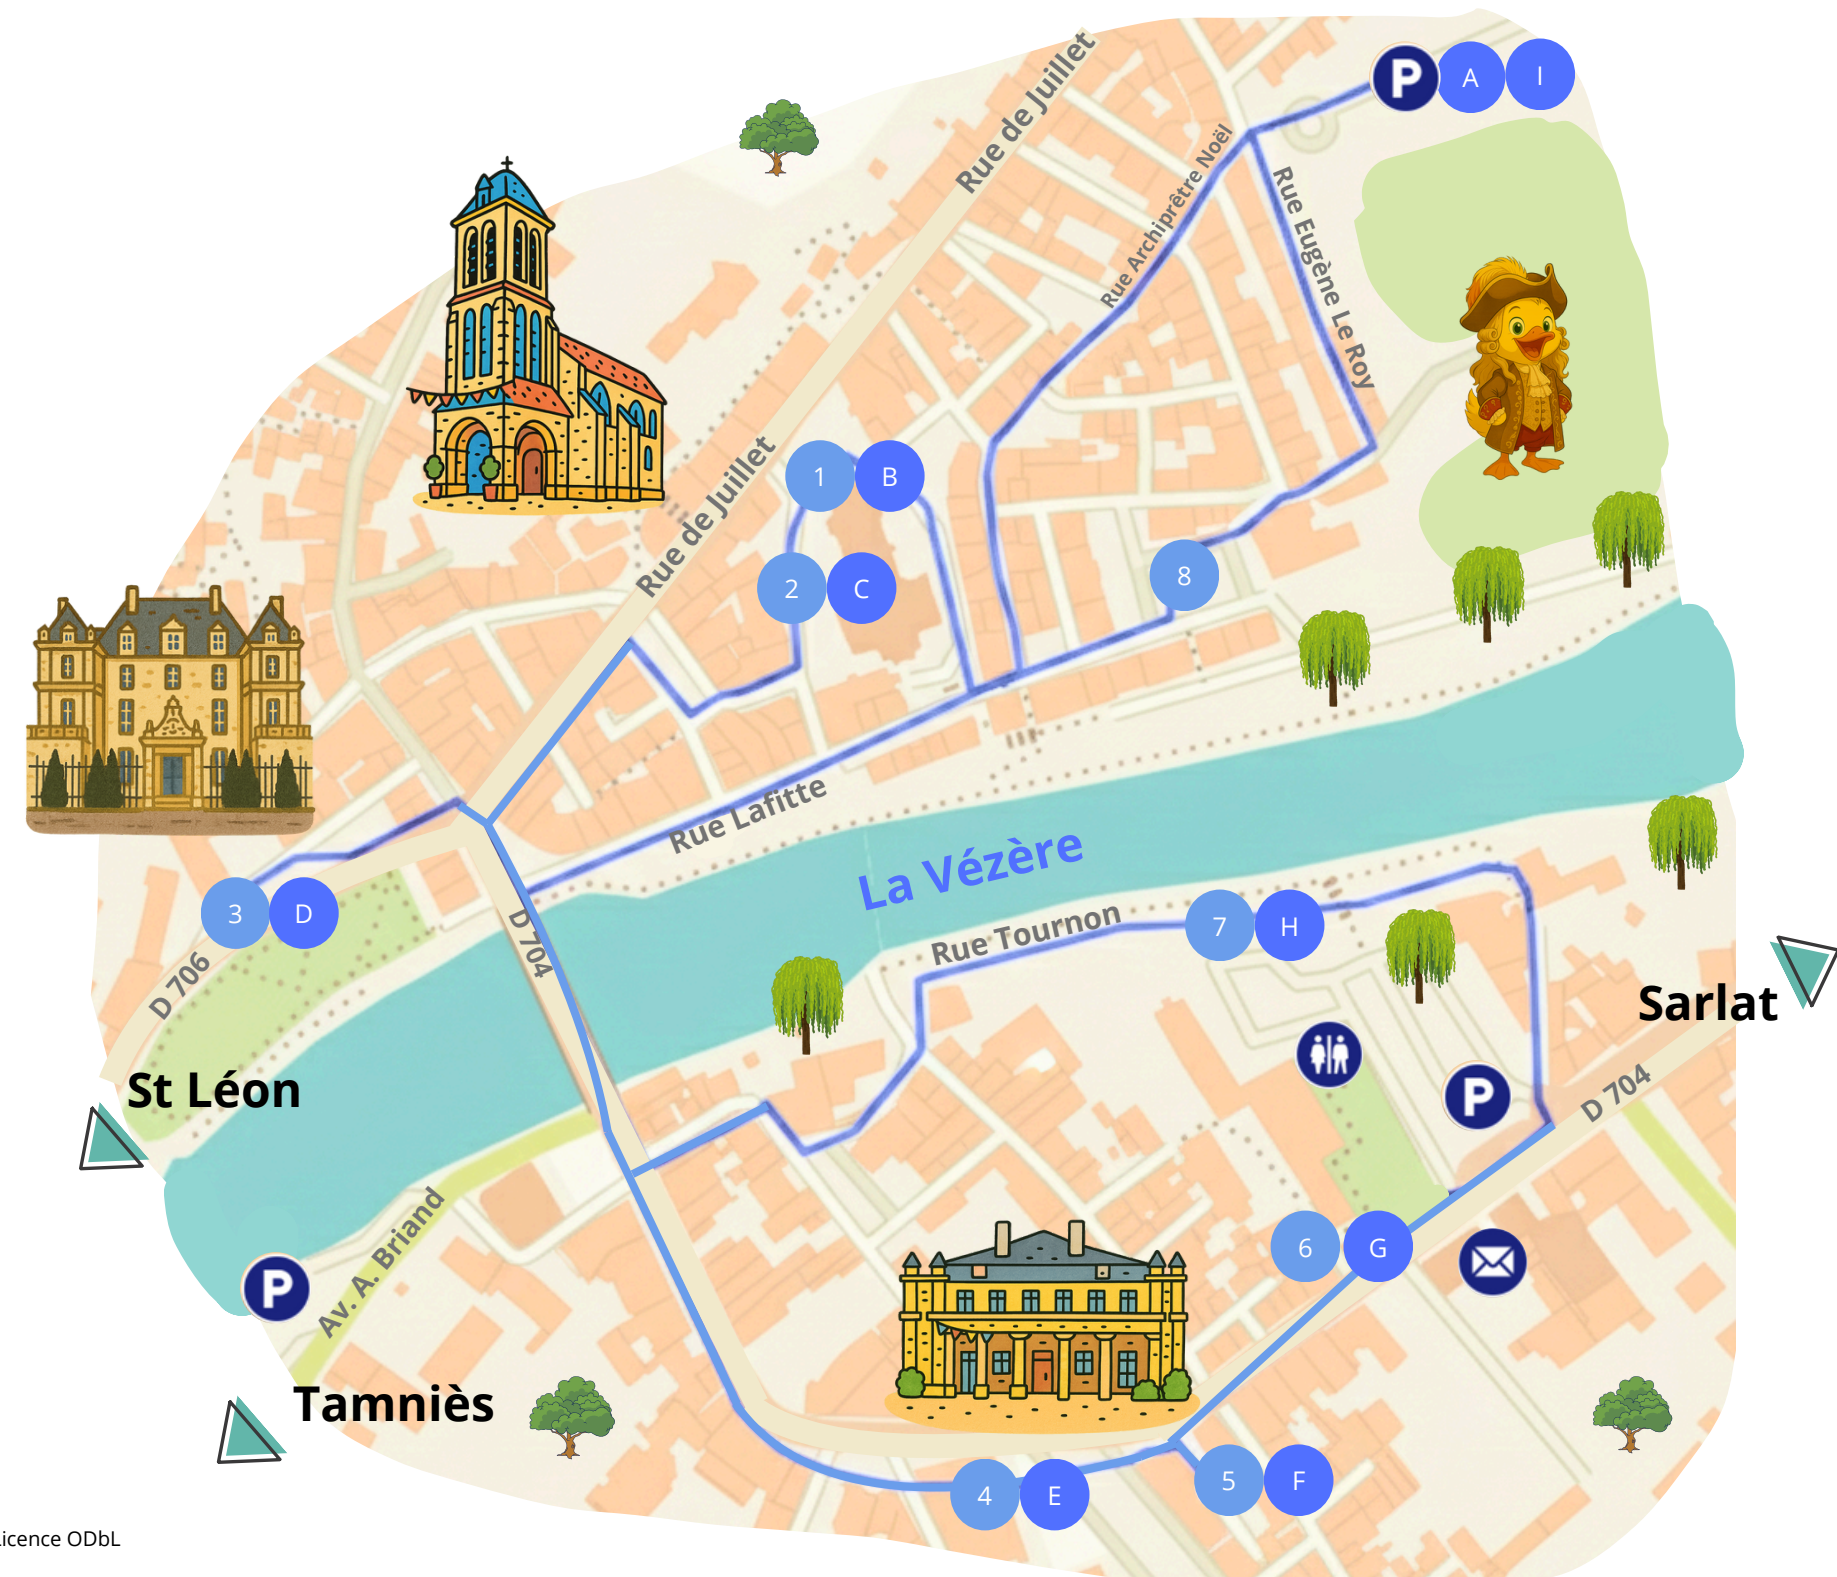 P
A
I
Rue de Juillet
Rue Archiprêtre Noël
Rue Eugène Le Roy
Rue de Juillet
1
B
2
C
8
Rue Lafitte
La Vézère
3
D
D 706
D 704
Rue Tournon
7
H
Sarlat
St Léon
P
D 704
Av. A. Briand
P
6
G
Tamniès
4
E
5
F
icence ODbL